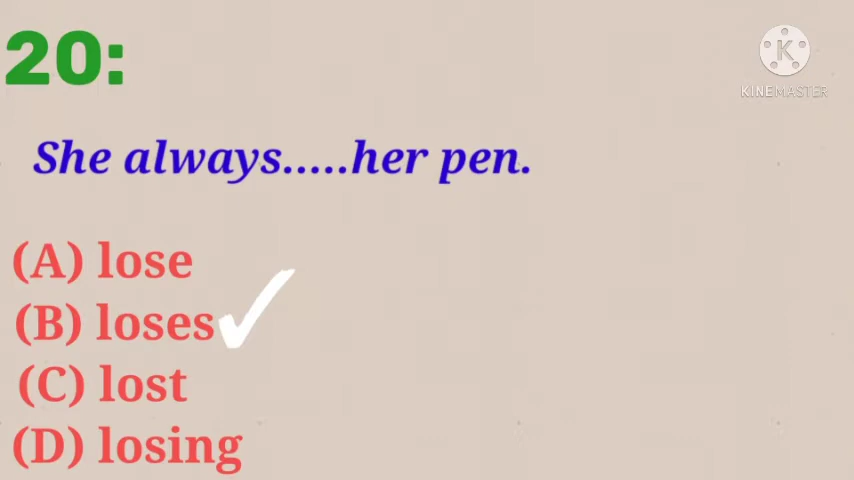 20:
KINEMASTER
She always.....her pen.
(A) lose
(B) loses
(C) lost
(D) losing